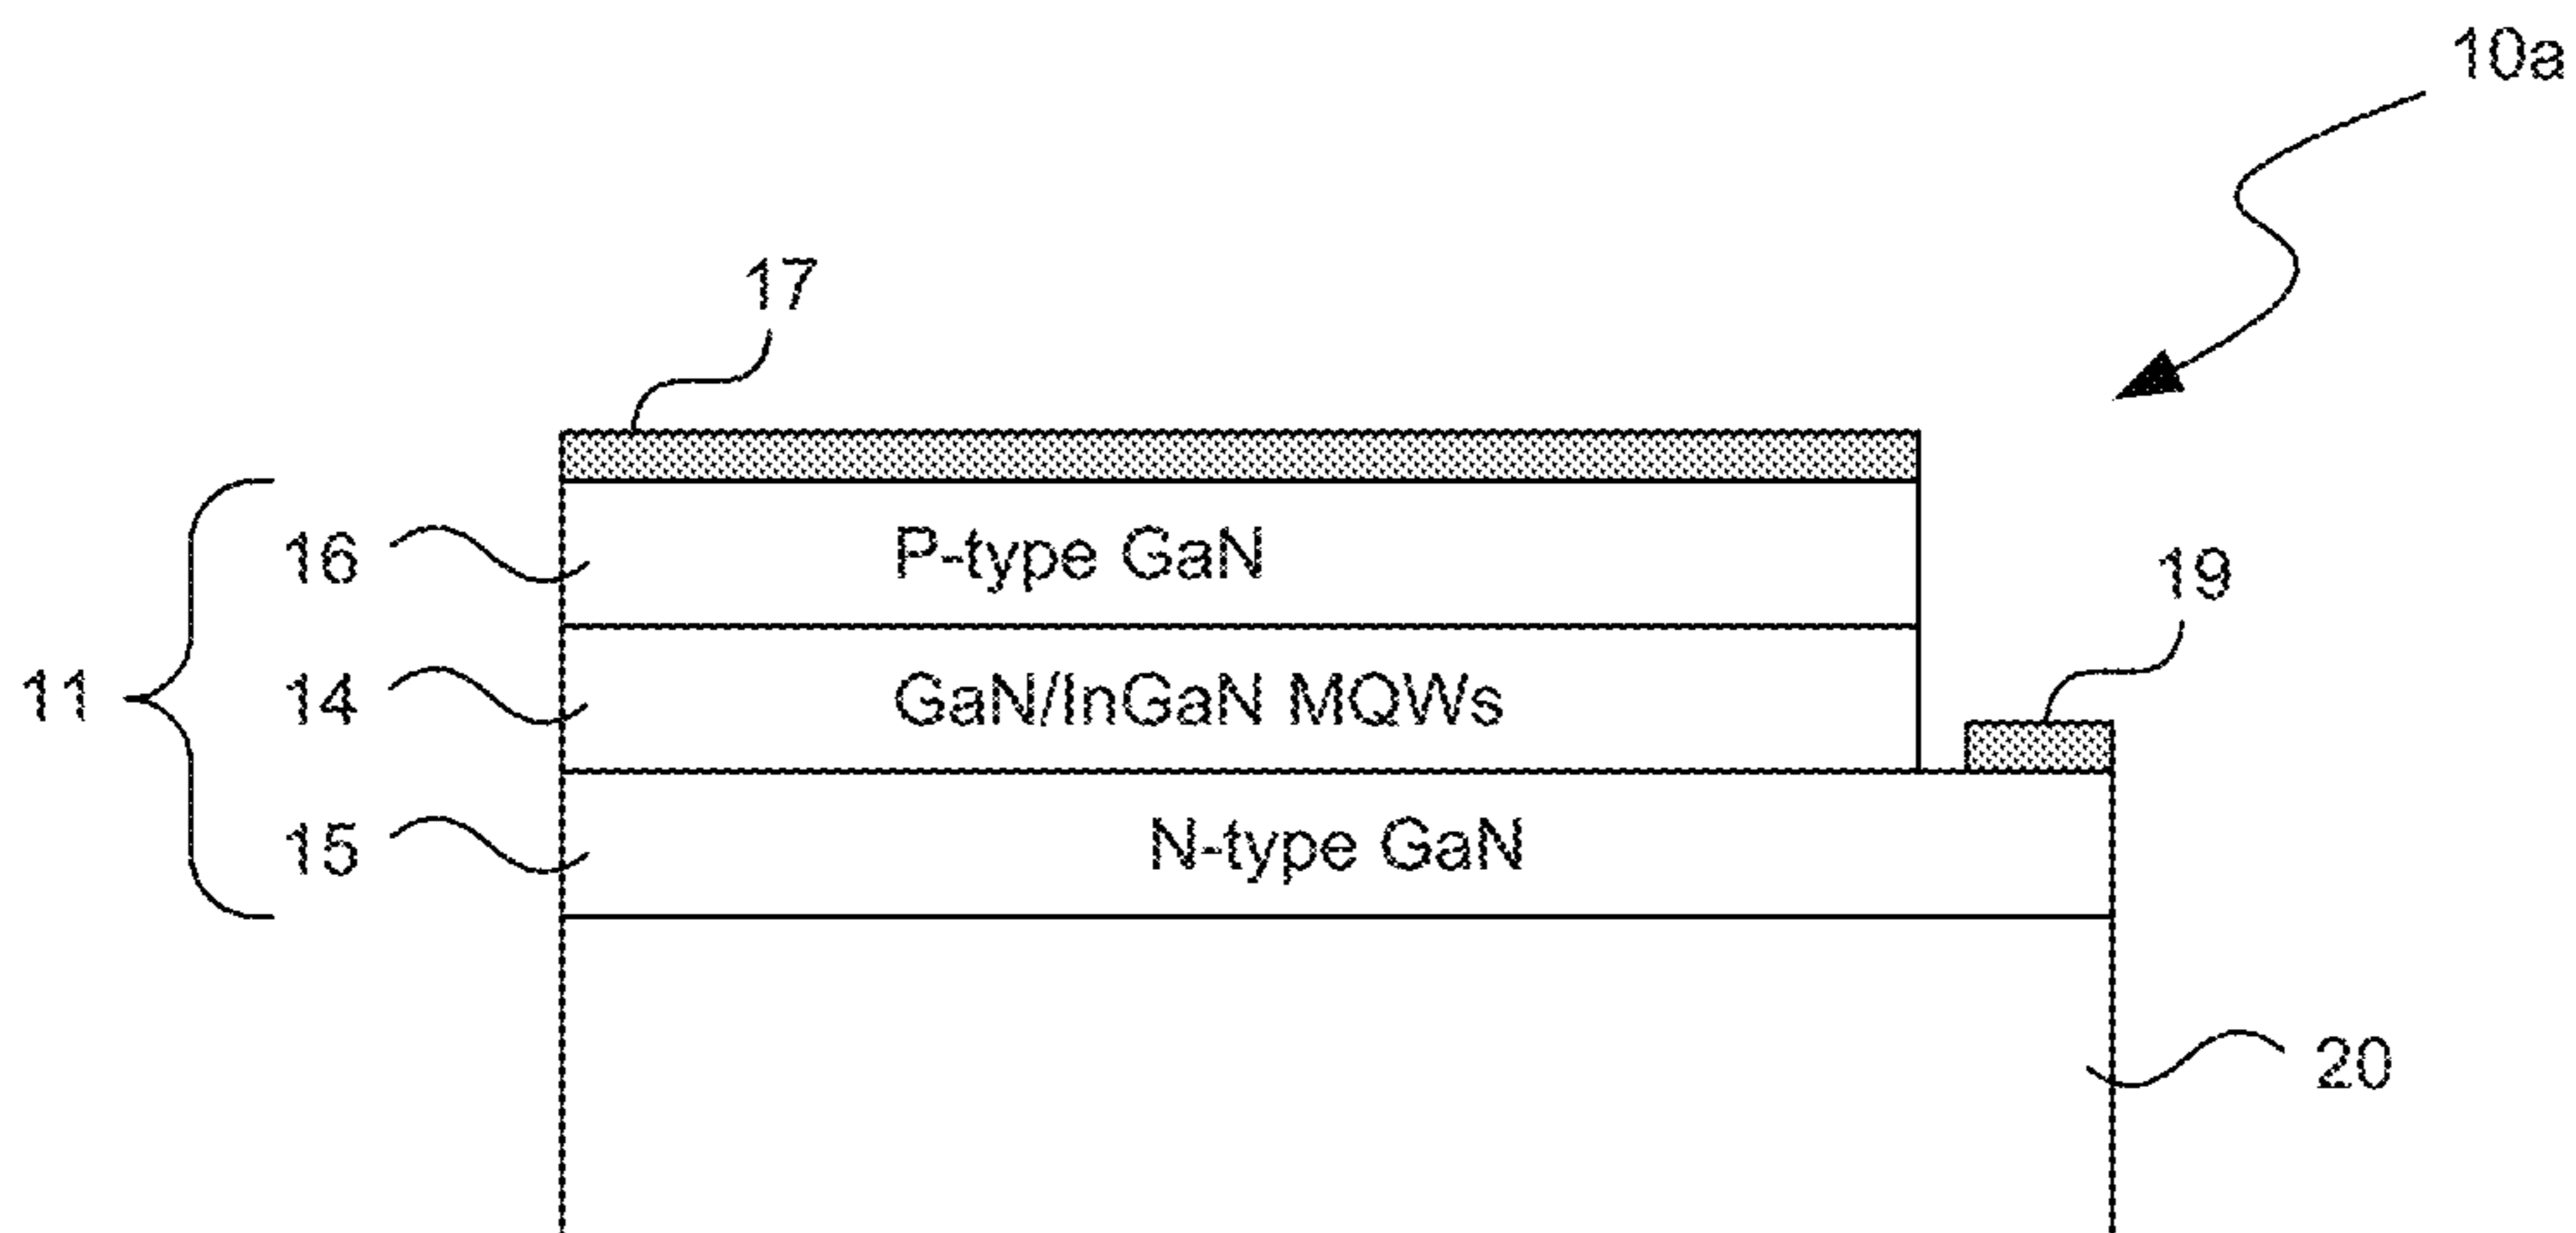 10a
17
16 P-type GaN
19
11 14 GaN/InGaN MQWs
15 N-type GaN
20